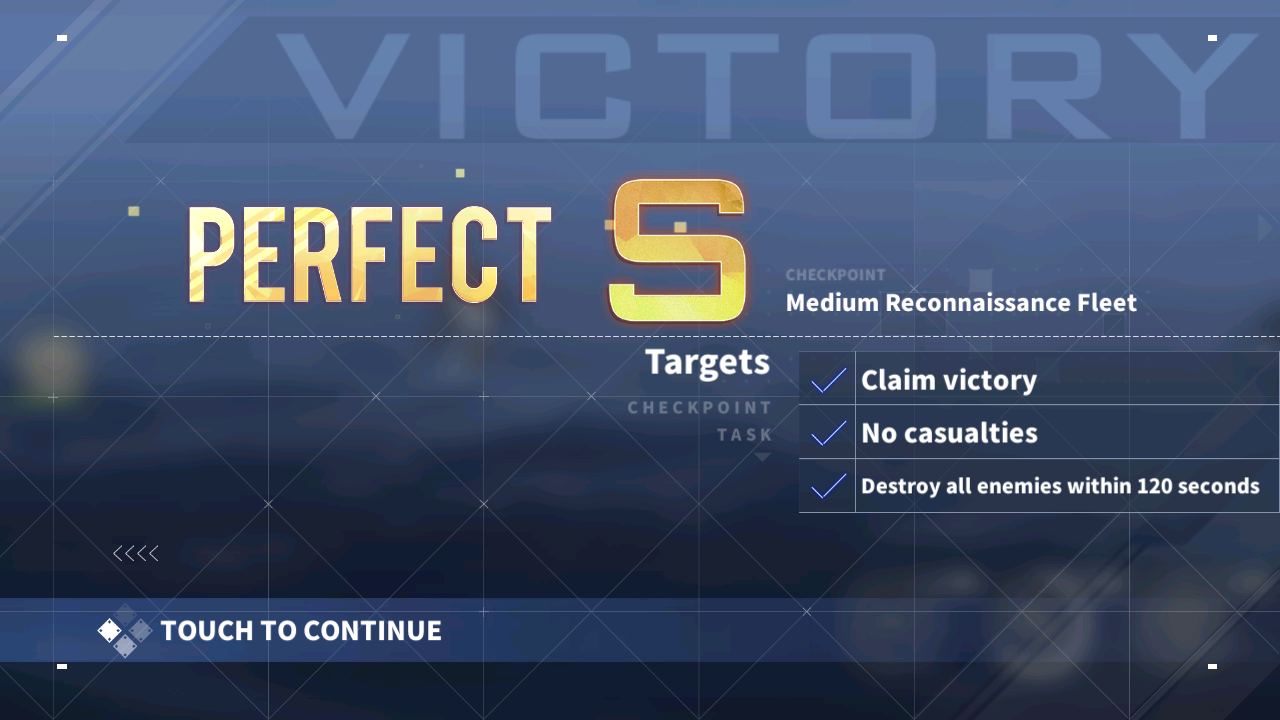 VICTORY
PERFECT S
CHECKPOINT
Medium Reconnaissance Fleet
Targets
CHECKPOINT
TASK
Claim victory
No casualties
Destroy all enemies within 120 seconds
TOUCH TO CONTINUE